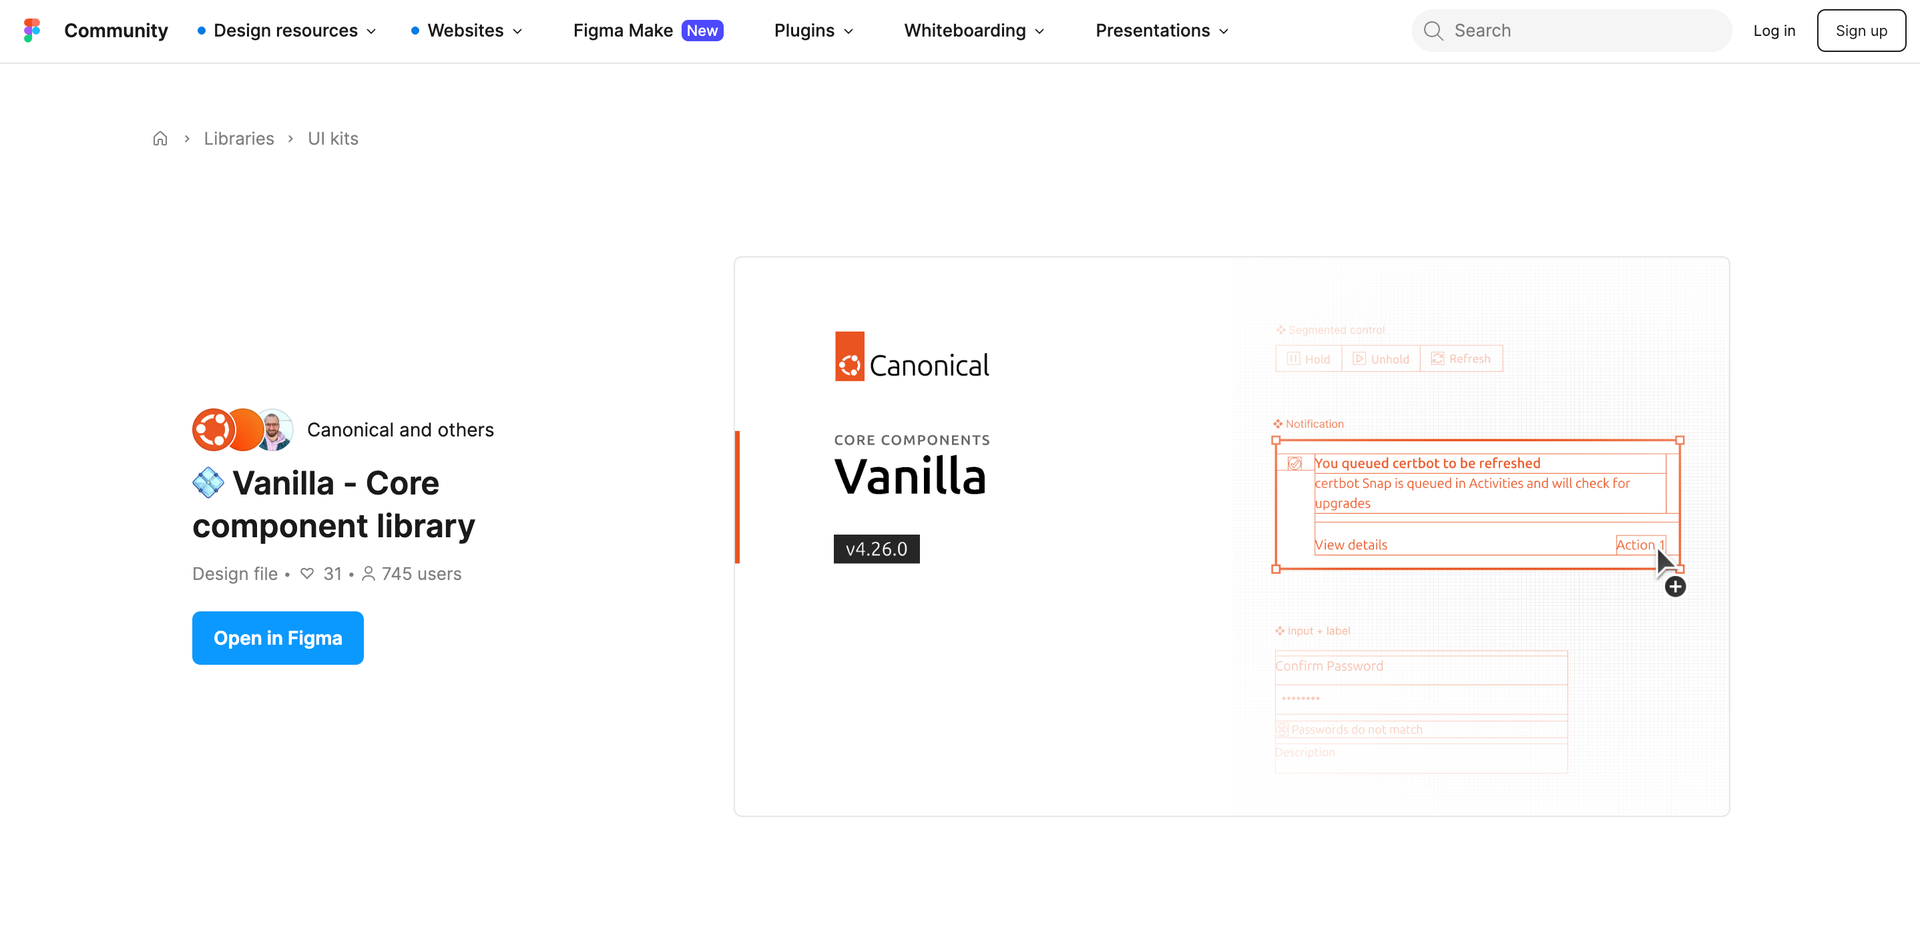 Community
Design resources
Websites
Figma Make New
Plugins
Whiteboarding
Presentations
Search
Log in
Sign up
Libraries
UI kits
Canonical and others
Vanilla - Core
component library
Design file • 31 • 745 users
Open in Figma
Canonical
CORE COMPONENTS
Vanilla
v4.26.0
Segmented control
Hold
Unhold
Refresh
Notification
You queued certbot to be refreshed
certbot Snap is queued in Activities and will check for
upgrades
View details
Action 1
Input + label
Confirm Password
••••••••
Passwords do not match
Description